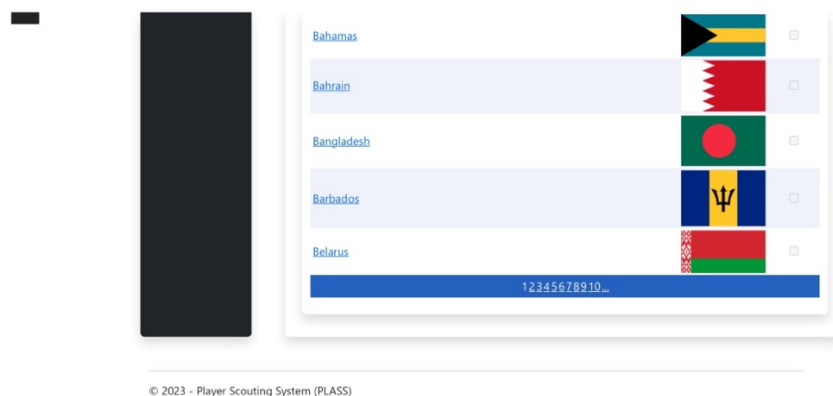 Bahamas
Bahrain
Bangladesh
Barbados
Belarus
12345678910...
© 2023 - Player Scouting System (PLASS)